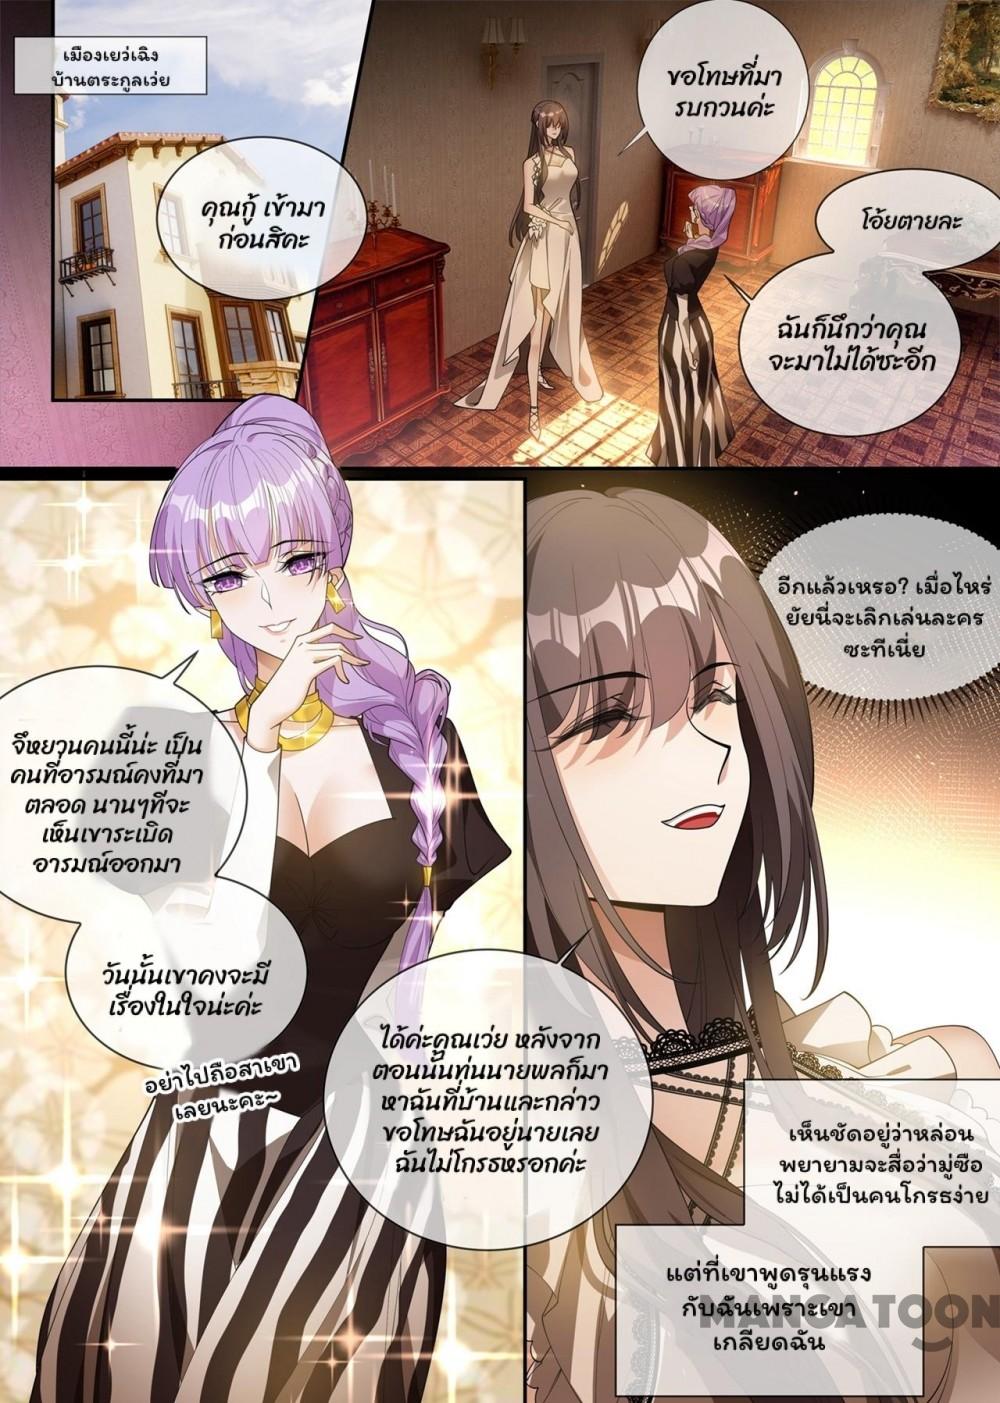 เมืองเยว่เฉิง
บ้านตระกูลเว่ย
ขอโทษที่มา
รบกวนค่ะ
คุณกู้ เข้ามา
ก่อนสิคะ
โอ้ยตายละ
ฉันก็นึกว่าคุณ
จะมาไม่ได้ซะอีก
อีกแล้วเหรอ? เมื่อไหร่
ยัยนี่จะเลิกเล่นละคร
ซะทีเนี่ย
จึหยวนคนนี้น่ะ เป็น
คนที่อารมณ์คงที่มา
ตลอด นานๆทีจะ
เห็นเขาระเบิด
อารมณ์ออกมา
วันนั้นเขาคงจะมี
เรื่องในใจน่ะค่ะ
อย่าไปถือสาเขา
เลยนะคะ~
ได้ค่ะคุณเว่ย หลังจาก
ตอนนั้นท่นนายพลก็มา
หาฉันที่บ้านและกล่าว
ขอโทษฉันอยู่นายเลย
ฉันไม่โกรธหรอกค่ะ
เห็นชัดอยู่ว่าหล่อน
พยายามจะสื่อว่ามู่ซือ
ไม่ได้เป็นคนโกรธง่าย
แต่ที่เขาพูดรุนแรง
กับฉันเพราะเขา
เกลียดฉัน
MANGA TOON